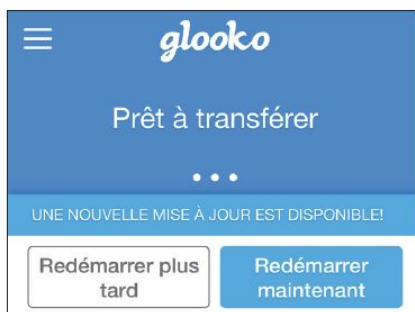 glooko
Prêt à transférer
UNE NOUVELLE MISE À JOUR EST DISPONIBLE!
Redémarrer plus
tard
Redémarrer
maintenant